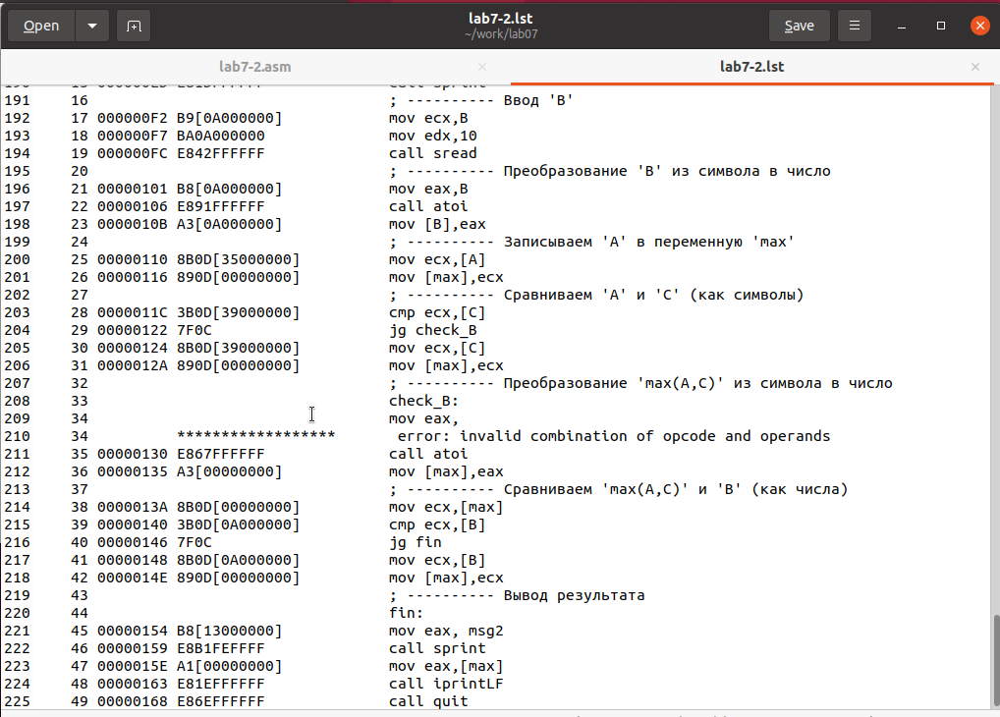 Open
lab7-2.lst
~/work/lab07
Save
lab7-2.asm
lab7-2.lst
191 16 ; ---------- Ввод 'B'
192 17 000000F2 B9[0A000000] mov ecx,B
193 18 000000F7 BA0A000000 mov edx,10
194 19 000000FC E842FFFFFF call sread
195 20 ; ---------- Преобразование 'B' из символа в число
196 21 00000101 B8[0A000000] mov eax,B
197 22 00000106 E891FFFFFF call atoi
198 23 0000010B A3[0A000000] mov [B],eax
199 24 ; ---------- Записываем 'A' в переменную 'max'
200 25 00000110 8B0D[35000000] mov ecx,[A]
201 26 00000116 890D[00000000] mov [max],ecx
202 27 ; ---------- Сравниваем 'A' и 'С' (как символы)
203 28 0000011C 3B0D[39000000] cmp ecx,[C]
204 29 00000122 7F0C jg check_B
205 30 00000124 8B0D[39000000] mov ecx,[C]
206 31 0000012A 890D[00000000] mov [max],ecx
207 32 ; ---------- Преобразование 'max(A,C)' из символа в число
208 33 check_B:
209 34 mov eax,
210 34 ****************** error: invalid combination of opcode and operands
211 35 00000130 E867FFFFFF call atoi
212 36 00000135 A3[00000000] mov [max],eax
213 37 ; ---------- Сравниваем 'max(A,C)' и 'B' (как числа)
214 38 0000013A 8B0D[00000000] mov ecx,[max]
215 39 00000140 3B0D[0A000000] cmp ecx,[B]
216 40 00000146 7F0C jg fin
217 41 00000148 8B0D[0A000000] mov ecx,[B]
218 42 0000014E 890D[00000000] mov [max],ecx
219 43 ; ---------- Вывод результата
220 44 fin:
221 45 00000154 B8[13000000] mov eax, msg2
222 46 00000159 E8B1FEFFFF call sprint
223 47 0000015E A1[00000000] mov eax,[max]
224 48 00000163 E81EFFFFFF call iprintLF
225 49 00000168 E86EFFFFFF call quit